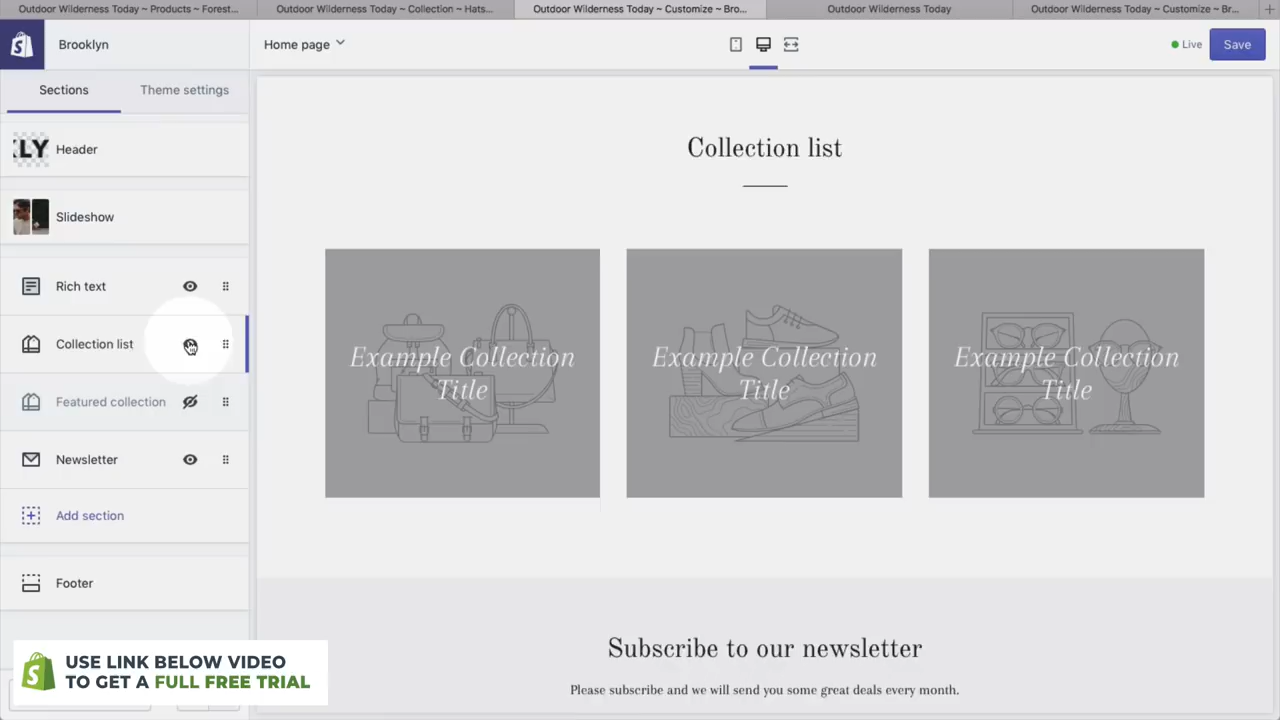 Outdoor Wilderness Today ~ Products ~ Forest...
Outdoor Wilderness Today ~ Collection ~ Hats...
Outdoor Wilderness Today ~ Customize ~ Bro...
Outdoor Wilderness Today
Outdoor Wilderness Today ~ Customize ~ Br...
Brooklyn
Home page
Live
Save
Sections
Theme settings
KLY
Header
Slideshow
Rich text
Collection list
Featured collection
Newsletter
Add section
Footer
Collection list
Example Collection
Title
Example Collection
Title
Example Collection
Title
Subscribe to our newsletter
Please subscribe and we will send you some great deals every month.
USE LINK BELOW VIDEO
TO GET A FULL FREE TRIAL